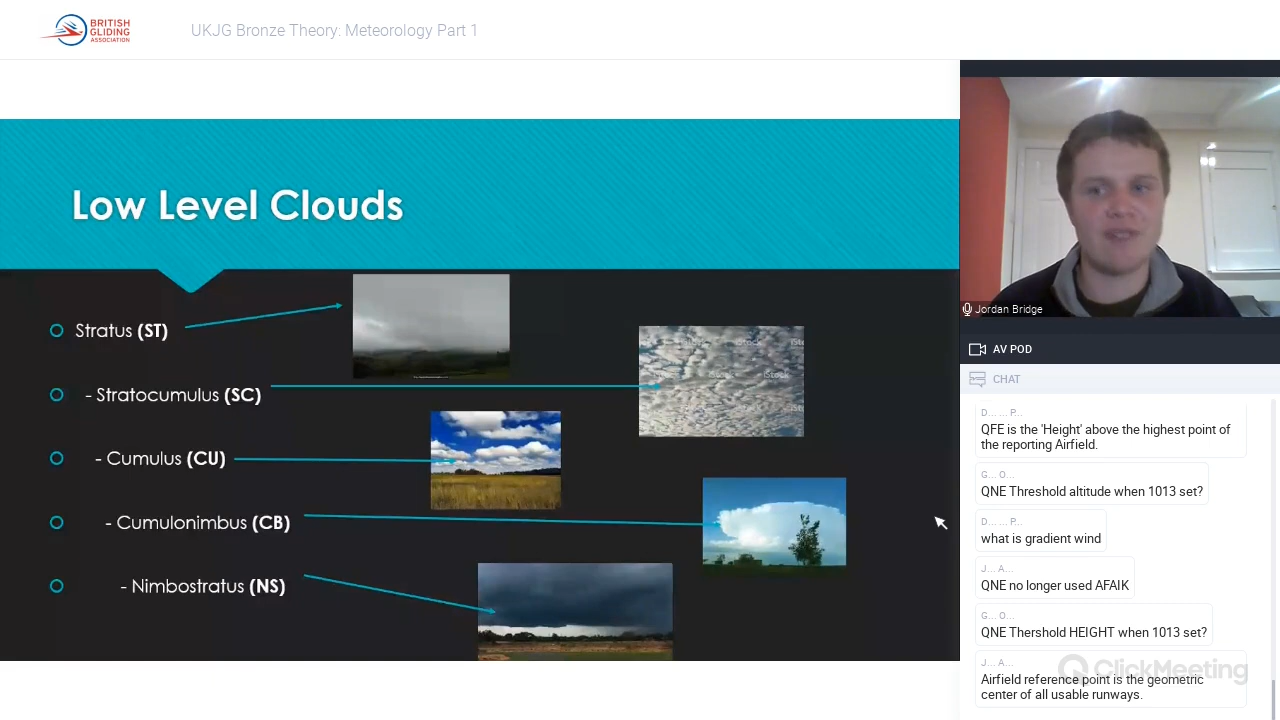 BRITISH
GLIDING
ASSOCIATION
UKJG Bronze Theory: Meteorology Part 1
Low Level Clouds
Stratus (ST)
- Stratocumulus (SC)
- Cumulus (CU)
- Cumulonimbus (CB)
- Nimbostratus (NS)
iStock
iStock
iStock
Jordan Bridge
AV POD
CHAT
D... ... P...
QFE is the 'Height' above the highest point of
the reporting Airfield.
G... O...
QNE Threshold altitude when 1013 set?
D... ... P...
what is gradient wind
J... A...
QNE no longer used AFAIK
G... O...
QNE Thershold HEIGHT when 1013 set?
J... A...
Airfield reference point is the geometric
center of all usable runways.
ClickMeeting